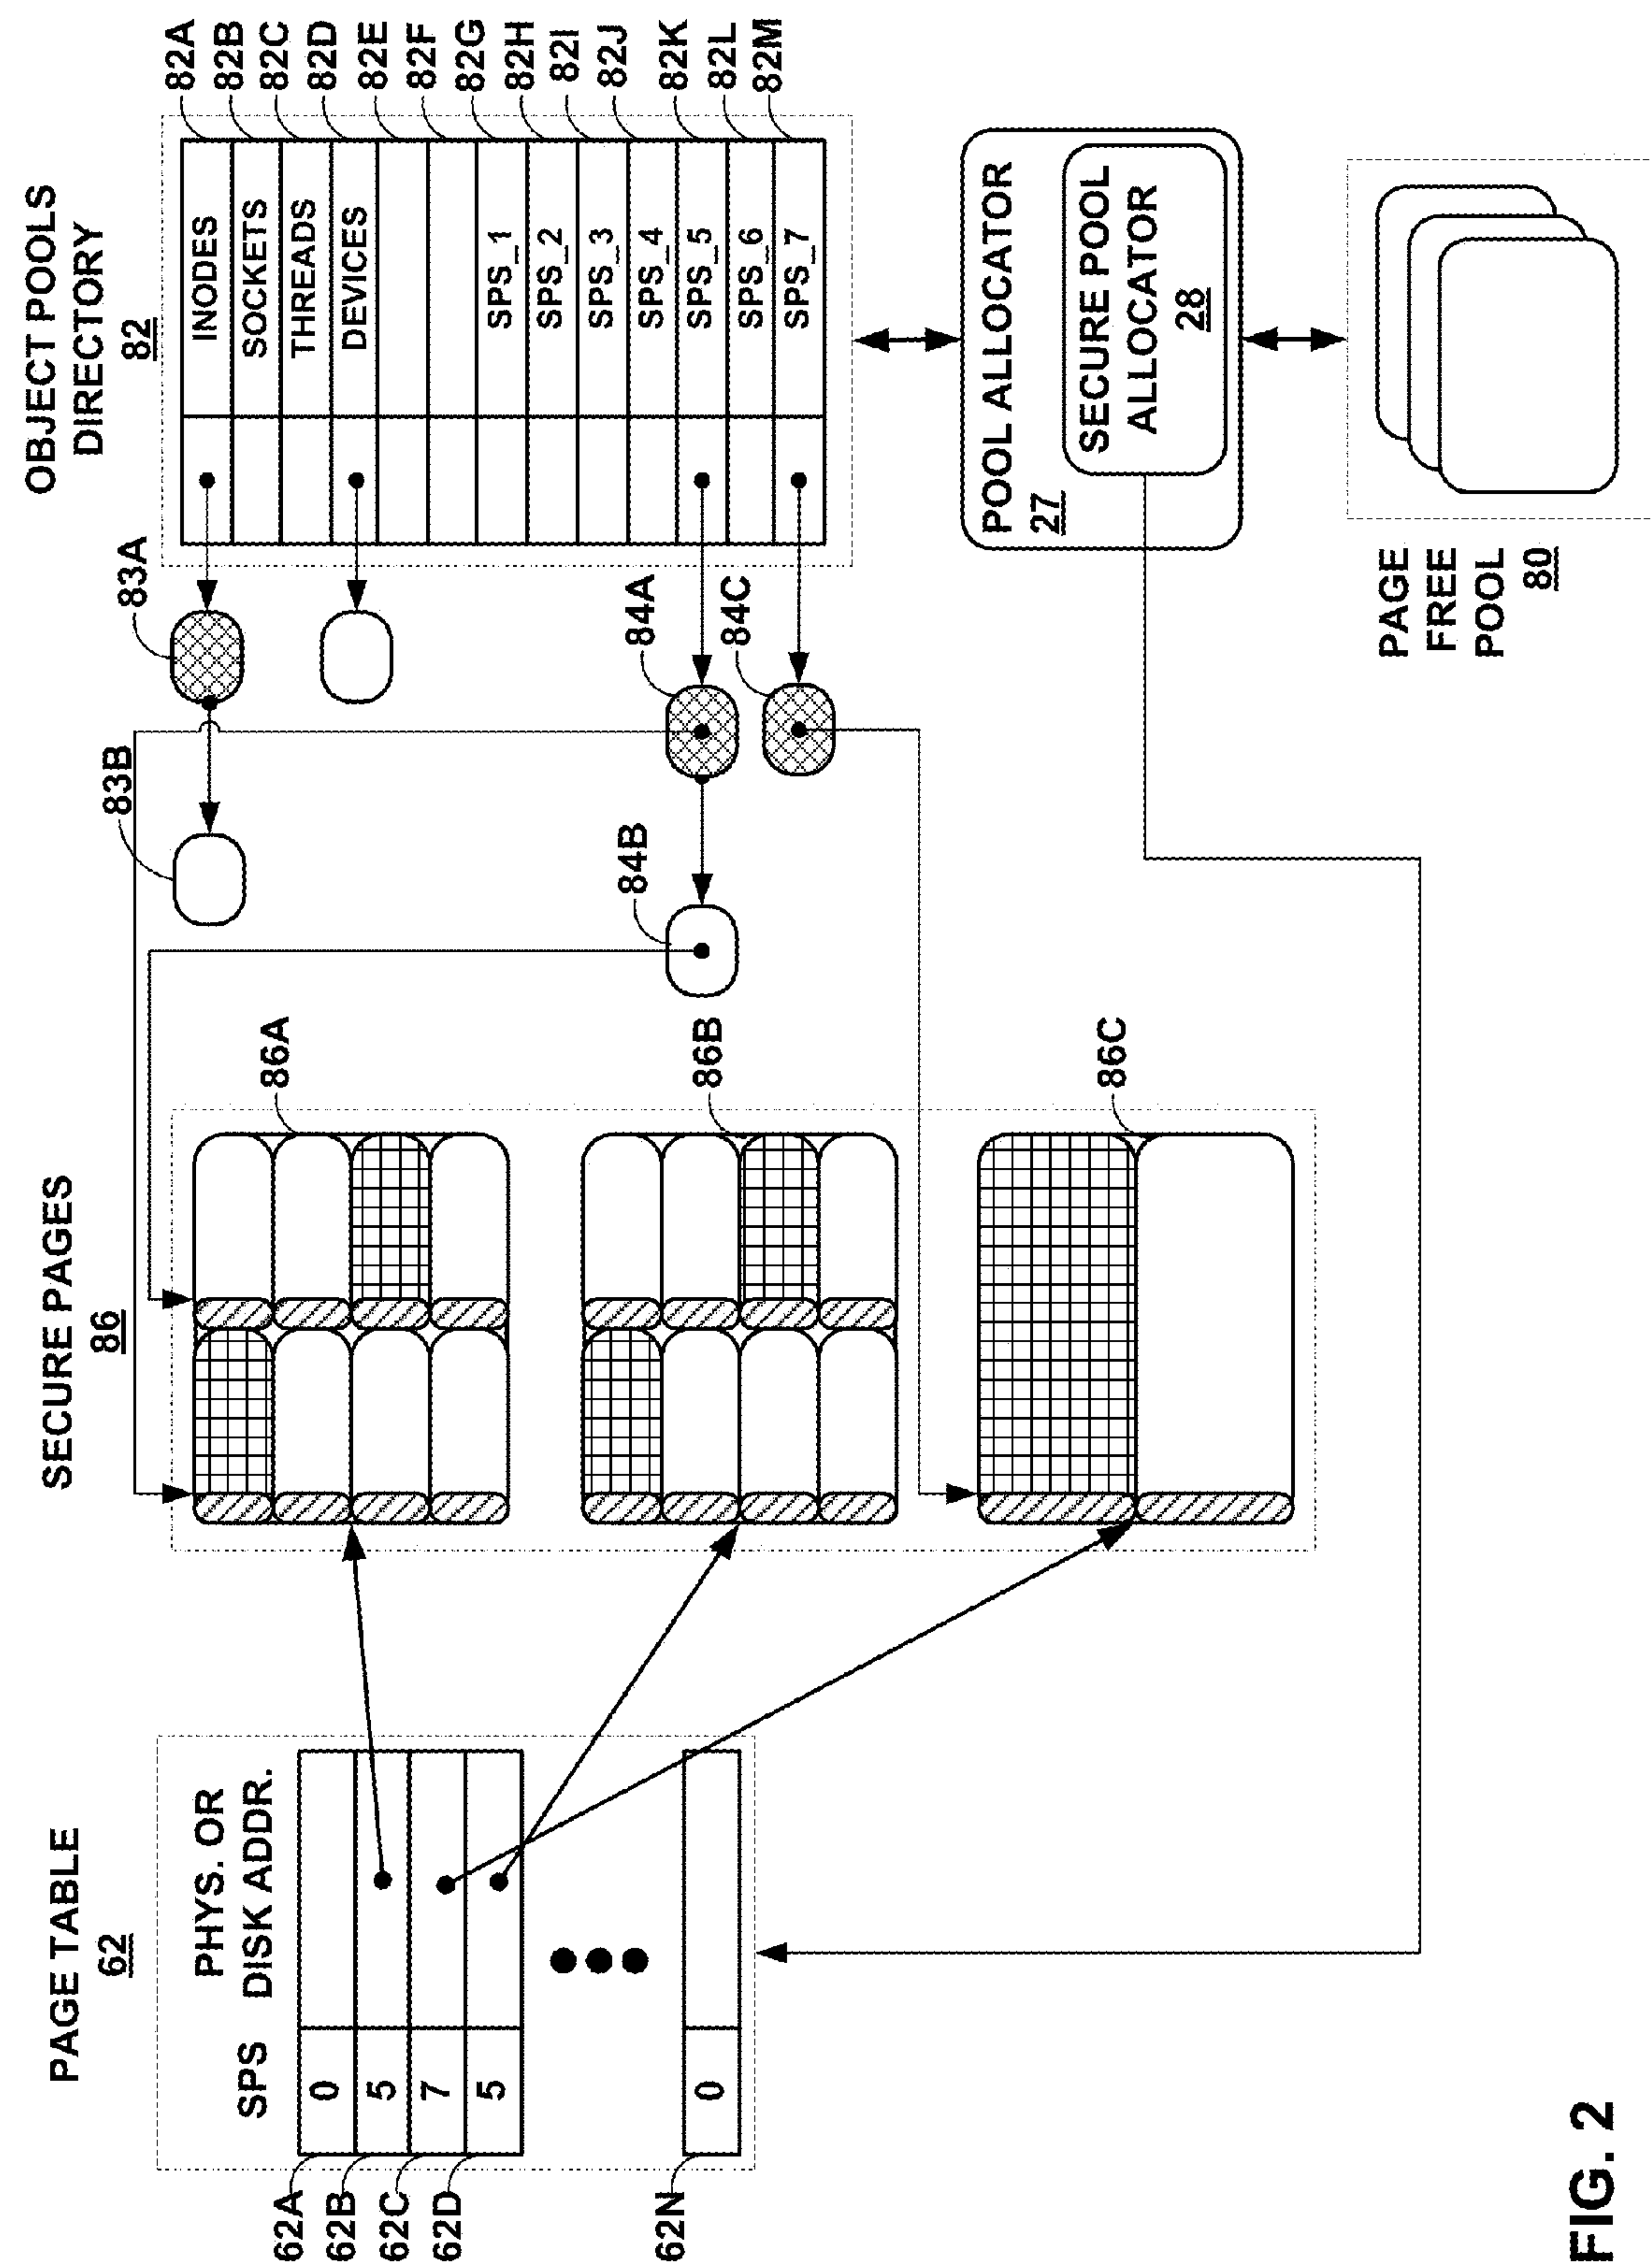 PAGE TABLE
62
SPS
PHYS. OR
DISK ADDR.
62A
0
62B
5
62C
7
62D
5
62N
0
SECURE PAGES
86
86A
86B
86C
83A
83B
84A
84B
84C
OBJECT POOLS
DIRECTORY
82
INODES
82A
SOCKETS
82B
THREADS
82C
DEVICES
82D
82E
82F
SPS_1
82G
SPS_2
82H
SPS_3
82I
SPS_4
82J
SPS_5
82K
SPS_6
82L
SPS_7
82M
POOL ALLOCATOR
27
SECURE POOL
ALLOCATOR
28
PAGE
FREE
POOL
80
FIG. 2